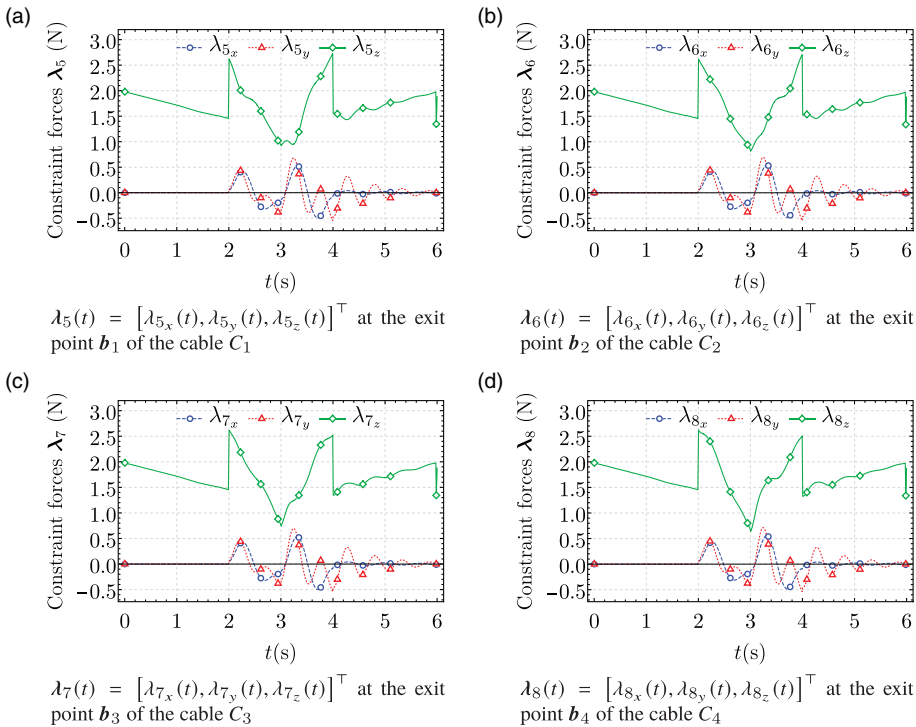 (a)
Constraint forces λ₅ (N)
λ₅ₓ λ₅y λ₅z
3.0
2.5
2.0
1.5
1.0
0.5
0.0
−0.5
0 1 2 3 4 5 6
t(s)
λ₅(t) = [λ₅ₓ(t), λ₅y(t), λ₅z(t)]⊤ at the exit
point b₁ of the cable C₁
(b)
Constraint forces λ₆ (N)
λ₆ₓ λ₆y λ₆z
3.0
2.5
2.0
1.5
1.0
0.5
0.0
−0.5
0 1 2 3 4 5 6
t(s)
λ₆(t) = [λ₆ₓ(t), λ₆y(t), λ₆z(t)]⊤ at the exit
point b₂ of the cable C₂
(c)
Constraint forces λ₇ (N)
λ₇ₓ λ₇y λ₇z
3.0
2.5
2.0
1.5
1.0
0.5
0.0
−0.5
0 1 2 3 4 5 6
t(s)
λ₇(t) = [λ₇ₓ(t), λ₇y(t), λ₇z(t)]⊤ at the exit
point b₃ of the cable C₃
(d)
Constraint forces λ₈ (N)
λ₈ₓ λ₈y λ₈z
3.0
2.5
2.0
1.5
1.0
0.5
0.0
−0.5
0 1 2 3 4 5 6
t(s)
λ₈(t) = [λ₈ₓ(t), λ₈y(t), λ₈z(t)]⊤ at the exit
point b₄ of the cable C₄